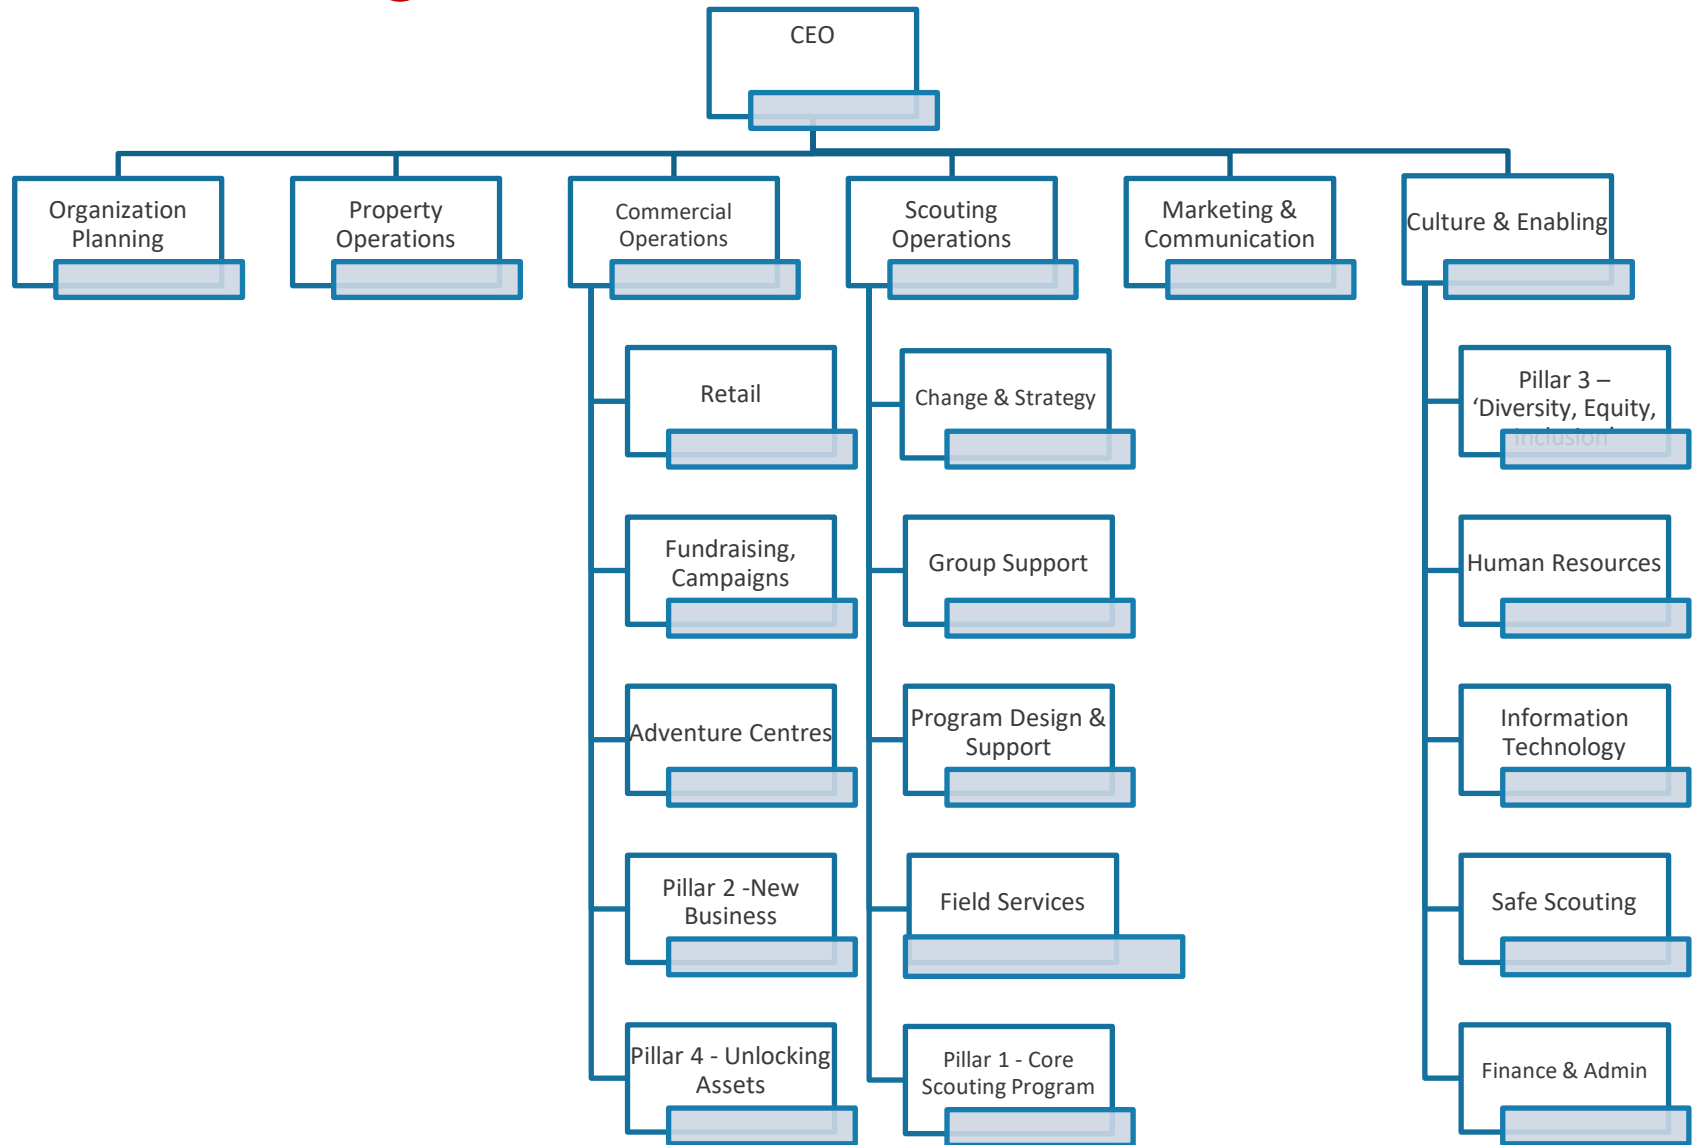 CEO
Organization
Planning
Property
Operations
Commercial
Operations
Scouting
Operations
Marketing &
Communication
Culture & Enabling
Retail
Fundraising,
Campaigns
Adventure Centres
Pillar 2 -New
Business
Pillar 4 - Unlocking
Assets
Change & Strategy
Group Support
Program Design &
Support
Field Services
Pillar 1 - Core
Scouting Program
Pillar 3 –
‘Diversity, Equity,
Inclusion’
Human Resources
Information
Technology
Safe Scouting
Finance & Admin